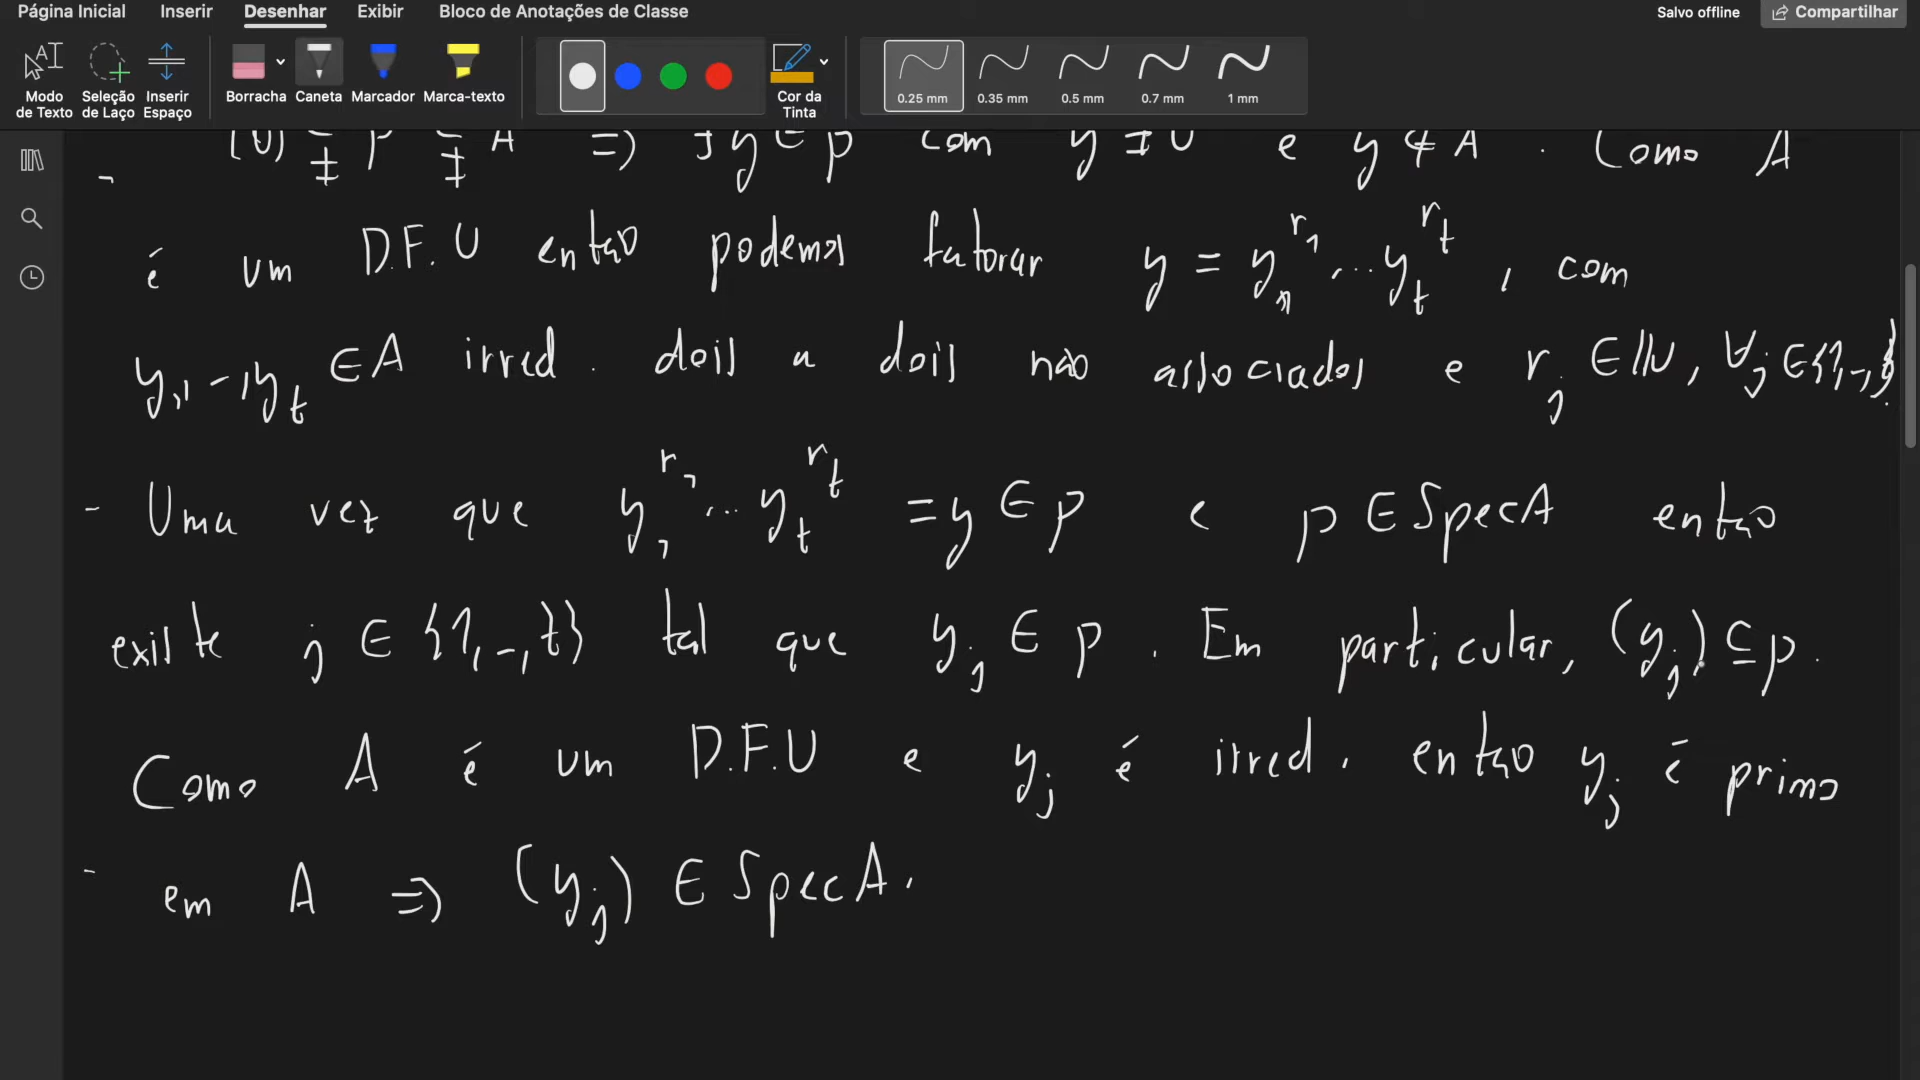 Página Inicial Inserir Desenhar Exibir Bloco de Anotações de Classe Salvo offline Compartilhar
Modo de Texto Seleção de Laço Inserir Espaço Borracha Caneta Marcador Marca-texto Cor da Tinta 0.25 mm 0.35 mm 0.5 mm 0.7 mm 1 mm
(0) ⊊ p ⊊ A => ∃ y ∈ p com y ≠ 0 e y ∉ A . Como A
é um D.F.U então podemos fatorar y = y₁^r₁ ... y_t^r_t , com
y₁, -, y_t ∈ A irred. dois a dois não associados e r_j ∈ ℕ, ∀j ∈ {1,-,t}.
- Uma vez que y₁^r₁ ... y_t^r_t = y ∈ p e p ∈ SpecA então
existe j ∈ {1,-,t} tal que y_j ∈ p . Em particular, (y_j) ⊆ p.
Como A é um D.F.U e y_j é irred. então y_j é primo
- em A => (y_j) ∈ SpecA.